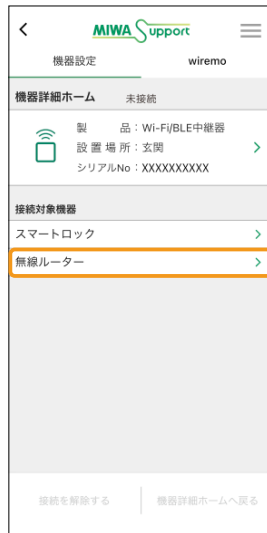 MIWA Support
機器設定 wiremo
機器詳細ホーム 未接続
製品：Wi-Fi/BLE中継器
設置場所：玄関
シリアルNo：XXXXXXXXXX
接続対象機器
スマートロック
無線ルーター
接続を解除する 機器詳細ホームへ戻る